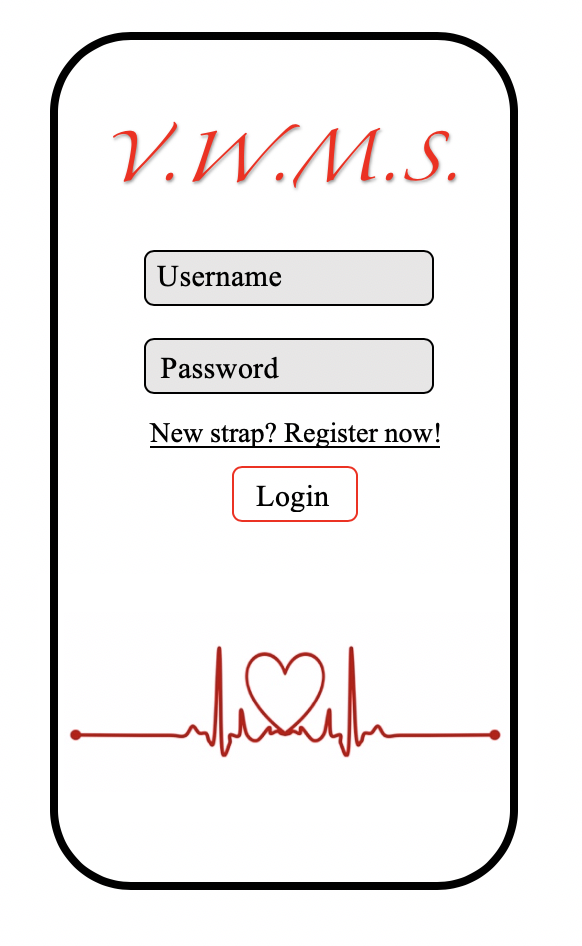 V.W.M.S.
Username
Password
New strap? Register now!
Login